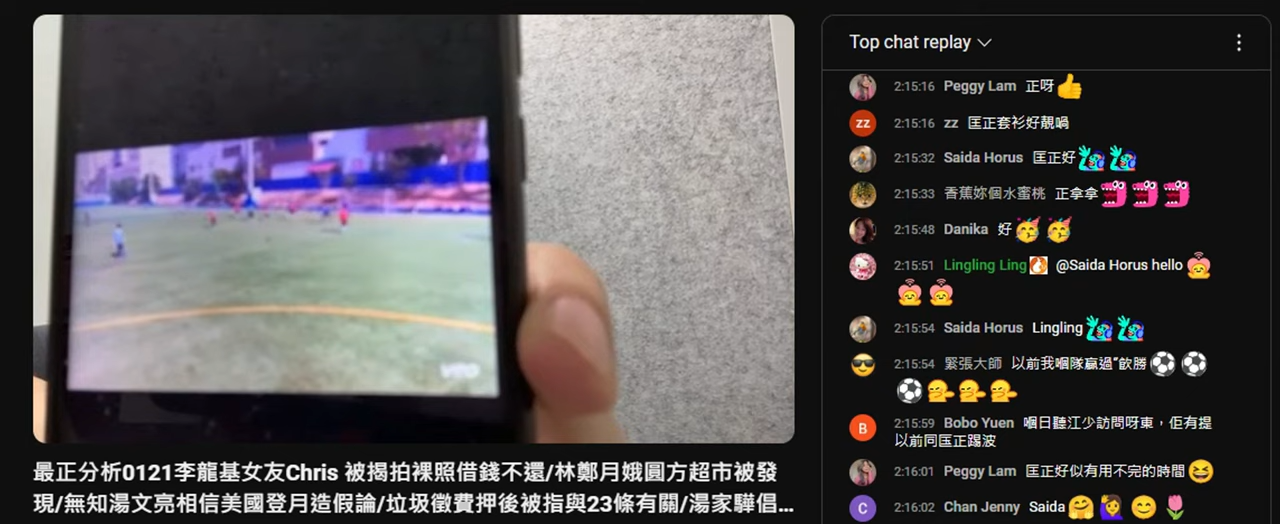 veo
最正分析0121李龍基女友Chris 被揭拍裸照借錢不還/林鄭月娥圓方超市被發
現/無知湯文亮相信美國登月造假論/垃圾徵費押後被指與23條有關/湯家驊倡...
Top chat replay
2:15:16 Peggy Lam 正呀
zz 2:15:16 zz 匡正套衫好靚喎
2:15:32 Saida Horus 匡正好
2:15:33 香蕉妳個水蜜桃 正拿拿
2:15:48 Danika 好
2:15:51 Lingling Ling @Saida Horus hello
2:15:54 Saida Horus Lingling
2:15:54 緊張大師 以前我嗰隊贏過"飲勝
B 2:15:59 Bobo Yuen 嗰日聽江少訪問呀東，佢有提
以前同匡正踢波
2:16:01 Peggy Lam 匡正好似有用不完的時間
C 2:16:02 Chan Jenny Saida